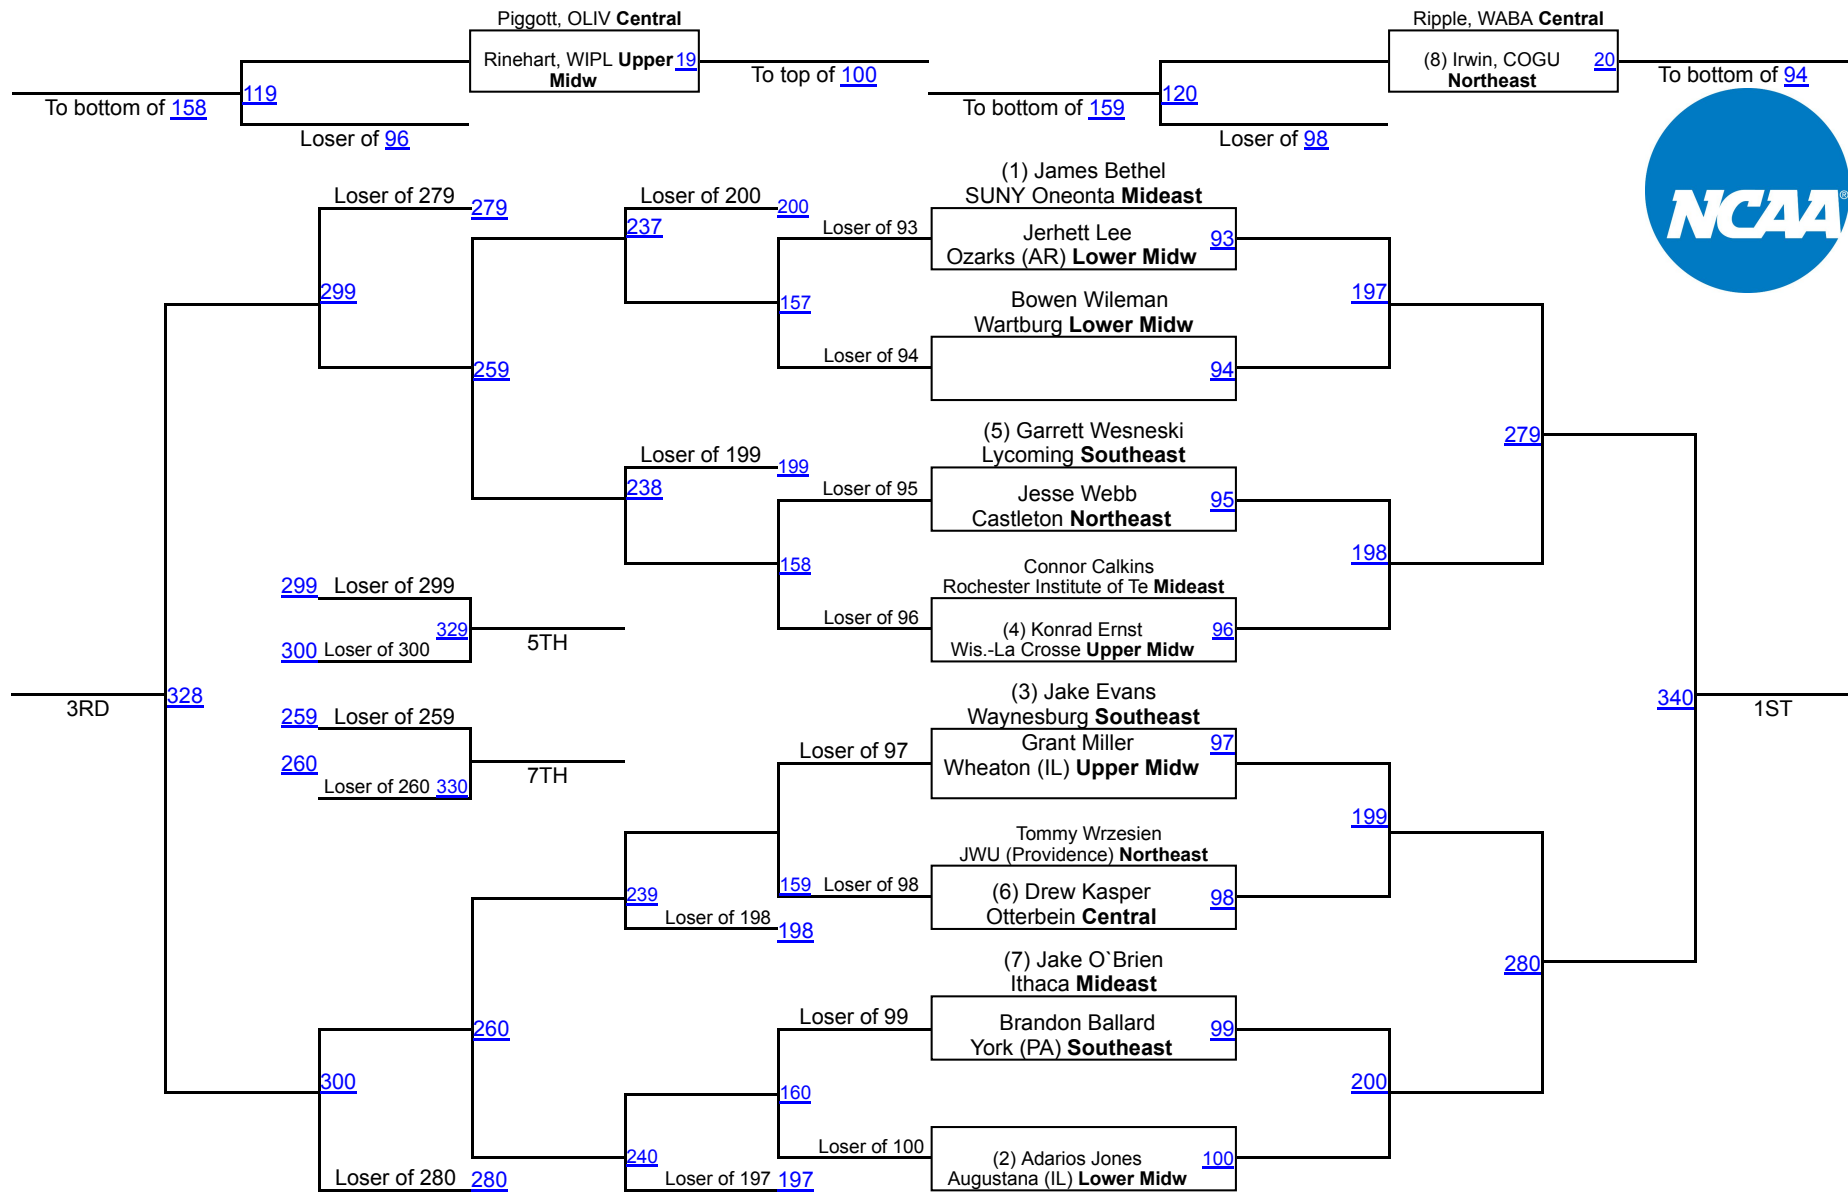 Piggott, OLIV Central
Rinehart, WIPL Upper 19
Midw
To top of 100
119
To bottom of 158
Loser of 96
Ripple, WABA Central
(8) Irwin, COGU 20
Northeast
To bottom of 94
120
To bottom of 159
Loser of 98
NCAA®
(1) James Bethel
SUNY Oneonta Mideast
Jerhett Lee
Ozarks (AR) Lower Midw
93
Loser of 93
Bowen Wileman
Wartburg Lower Midw
94
Loser of 94
197
157
Loser of 200 200
237
Loser of 279 279
299
259
(5) Garrett Wesneski
Lycoming Southeast
Jesse Webb
Castleton Northeast
95
Loser of 95
279
Loser of 199 199
238
Connor Calkins
Rochester Institute of Te Mideast
(4) Konrad Ernst
Wis.-La Crosse Upper Midw
96
Loser of 96
198
158
299 Loser of 299
329
5TH
300 Loser of 300
3RD
328
340
1ST
259 Loser of 259
260
7TH
Loser of 260 330
(3) Jake Evans
Waynesburg Southeast
Grant Miller
Wheaton (IL) Upper Midw
97
Loser of 97
199
Tommy Wrzesien
JWU (Providence) Northeast
(6) Drew Kasper
Otterbein Central
98
159 Loser of 98
239
Loser of 198 198
(7) Jake O`Brien
Ithaca Mideast
Brandon Ballard
York (PA) Southeast
99
Loser of 99
280
260
300
160
200
(2) Adarios Jones
Augustana (IL) Lower Midw
100
Loser of 100
240
Loser of 280 280
Loser of 197 197